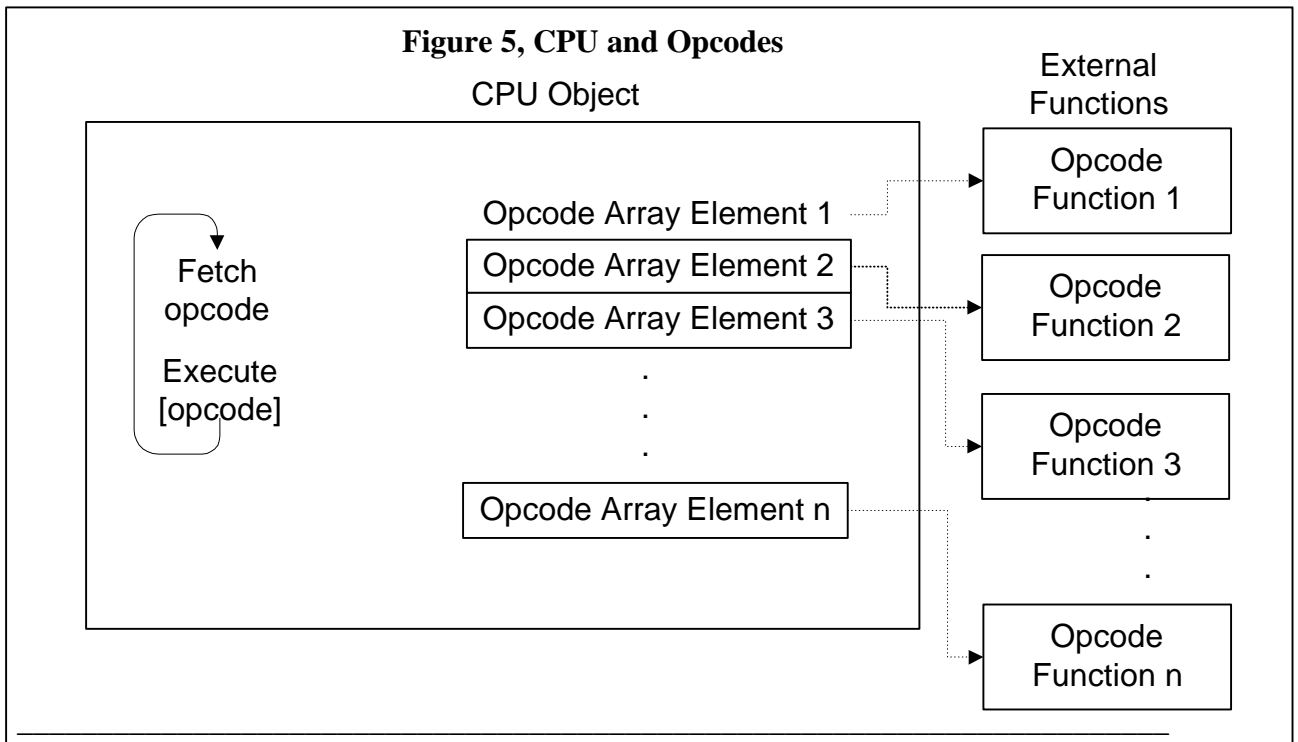 Figure 5, CPU and Opcodes
CPU Object
External
Functions
Fetch
opcode
Execute
[opcode]
Opcode Array Element 1
Opcode Array Element 2
Opcode Array Element 3
.
.
.
Opcode Array Element n
Opcode
Function 1
Opcode
Function 2
Opcode
Function 3
.
.
.
Opcode
Function n